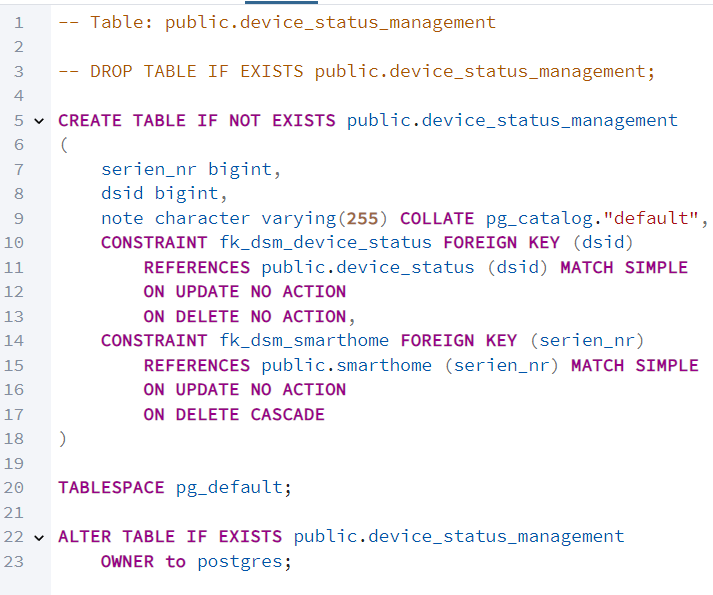 1 -- Table: public.device_status_management
2
3 -- DROP TABLE IF EXISTS public.device_status_management;
4
5 CREATE TABLE IF NOT EXISTS public.device_status_management
6 (
7     serien_nr bigint,
8     dsid bigint,
9     note character varying(255) COLLATE pg_catalog."default",
10     CONSTRAINT fk_dsm_device_status FOREIGN KEY (dsid)
11         REFERENCES public.device_status (dsid) MATCH SIMPLE
12         ON UPDATE NO ACTION
13         ON DELETE NO ACTION,
14     CONSTRAINT fk_dsm_smarthome FOREIGN KEY (serien_nr)
15         REFERENCES public.smarthome (serien_nr) MATCH SIMPLE
16         ON UPDATE NO ACTION
17         ON DELETE CASCADE
18 )
19
20 TABLESPACE pg_default;
21
22 ALTER TABLE IF EXISTS public.device_status_management
23     OWNER to postgres;